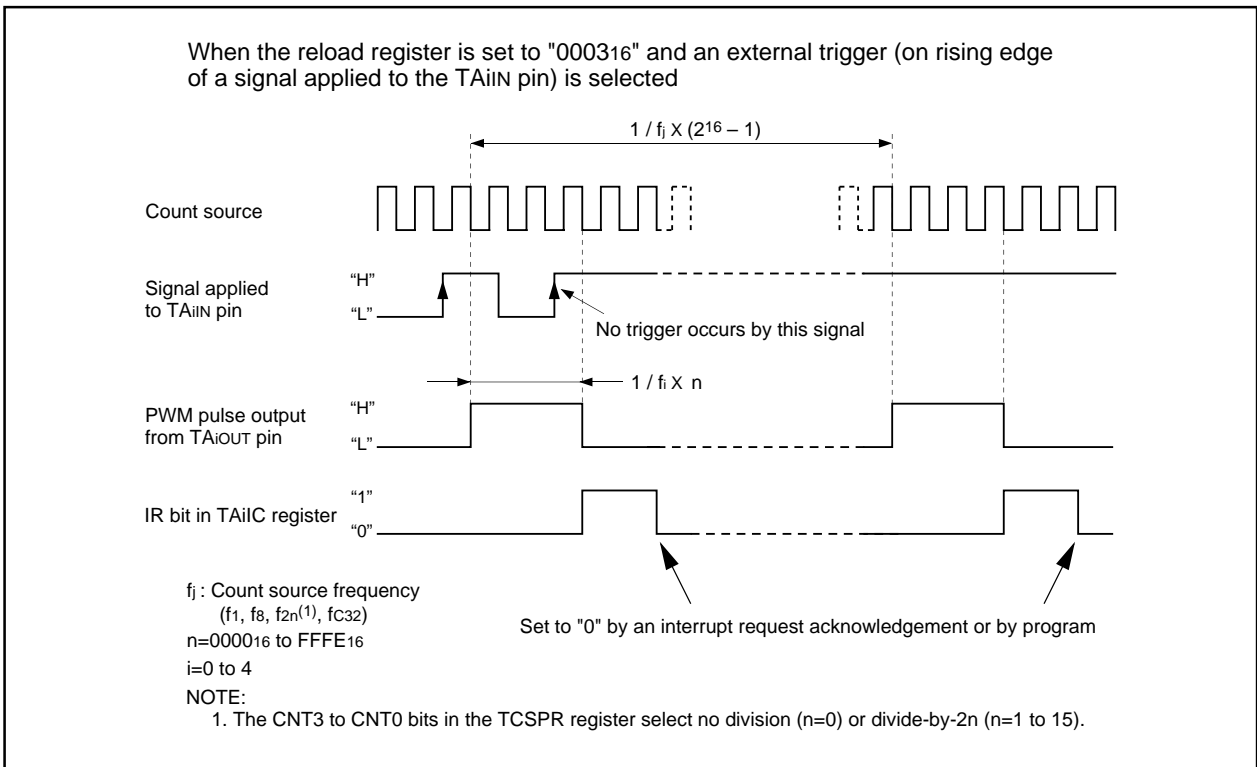 When the reload register is set to "000316" and an external trigger (on rising edge
of a signal applied to the TAiIN pin) is selected
1 / fj X (216 – 1)
Count source
Signal applied
to TAiIN pin
“H”
“L”
No trigger occurs by this signal
1 / fi X n
PWM pulse output
from TAiOUT pin
“H”
“L”
IR bit in TAiIC register
“1”
“0”
fj : Count source frequency
(f1, f8, f2n(1), fC32)
n=000016 to FFFE16
i=0 to 4
Set to "0" by an interrupt request acknowledgement or by program
NOTE:
1. The CNT3 to CNT0 bits in the TCSPR register select no division (n=0) or divide-by-2n (n=1 to 15).